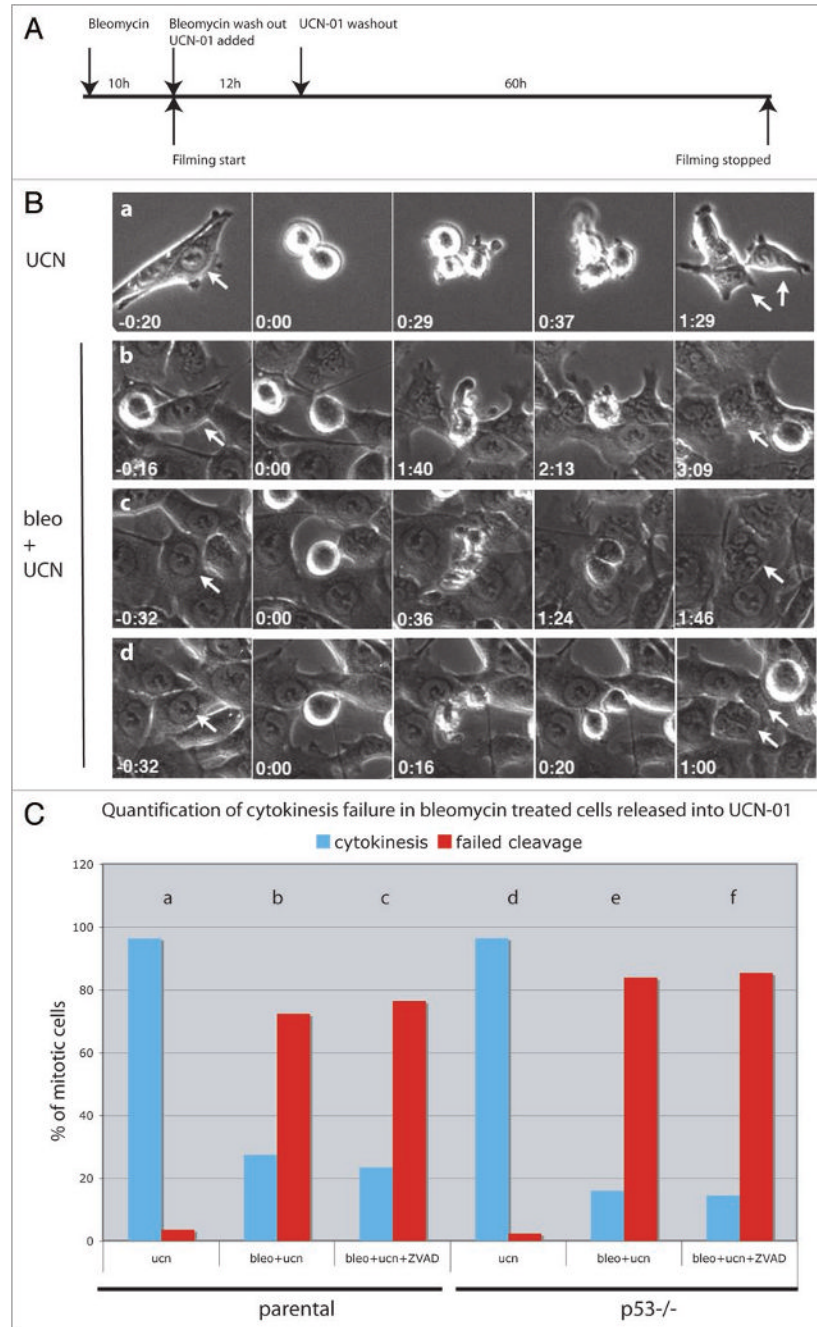 A
Bleomycin
Bleomycin wash out
UCN-01 added
UCN-01 washout
10h
12h
60h
Filming start
Filming stopped
B
UCN
a
-0:20
0:00
0:29
0:37
1:29
bleo
+
UCN
b
-0:16
0:00
1:40
2:13
3:09
c
-0:32
0:00
0:36
1:24
1:46
d
-0:32
0:00
0:16
0:20
1:00
C
Quantification of cytokinesis failure in bleomycin treated cells released into UCN-01
cytokinesis failed cleavage
% of mitotic cells
120
100
80
60
40
20
0
a b c d e f
ucn bleo+ucn bleo+ucn+ZVAD ucn bleo+ucn bleo+ucn+ZVAD
parental p53-/-